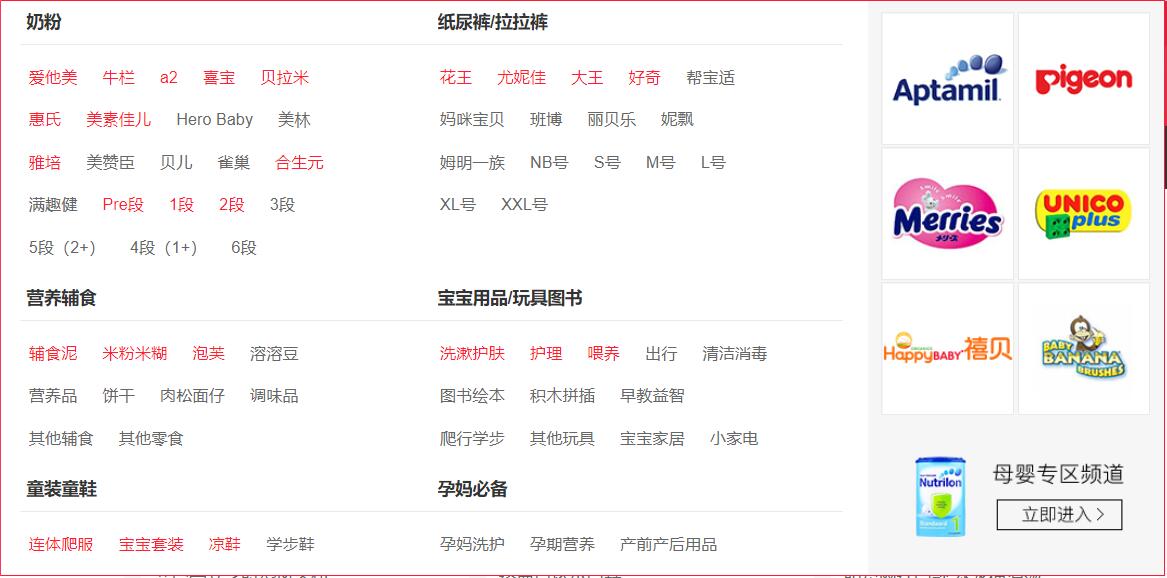 奶粉
爱他美 牛栏 a2 喜宝 贝拉米
惠氏 美素佳儿 Hero Baby 美林
雅培 美赞臣 贝儿 雀巢 合生元
满趣健 Pre段 1段 2段 3段
5段（2+） 4段（1+） 6段
纸尿裤/拉拉裤
花王 尤妮佳 大王 好奇 帮宝适
妈咪宝贝 班博 丽贝乐 妮飘
姆明一族 NB号 S号 M号 L号
XL号 XXL号
营养辅食
辅食泥 米粉米糊 泡芙 溶溶豆
营养品 饼干 肉松面仔 调味品
其他辅食 其他零食
宝宝用品/玩具图书
洗漱护肤 护理 喂养 出行 清洁消毒
图书绘本 积木拼插 早教益智
爬行学步 其他玩具 宝宝家居 小家电
童装童鞋
连体爬服 宝宝套装 凉鞋 学步鞋
孕妈必备
孕妈洗护 孕期营养 产前产后用品
Aptamil
pigeon
Smile Smile
Merries
メリーズ
UNICO
plus
ORGANICS
HappyBABY 禧贝
BABY
BANANA
BRUSHES
Nutrilon
Standaard 1
母婴专区频道
立即进入 >